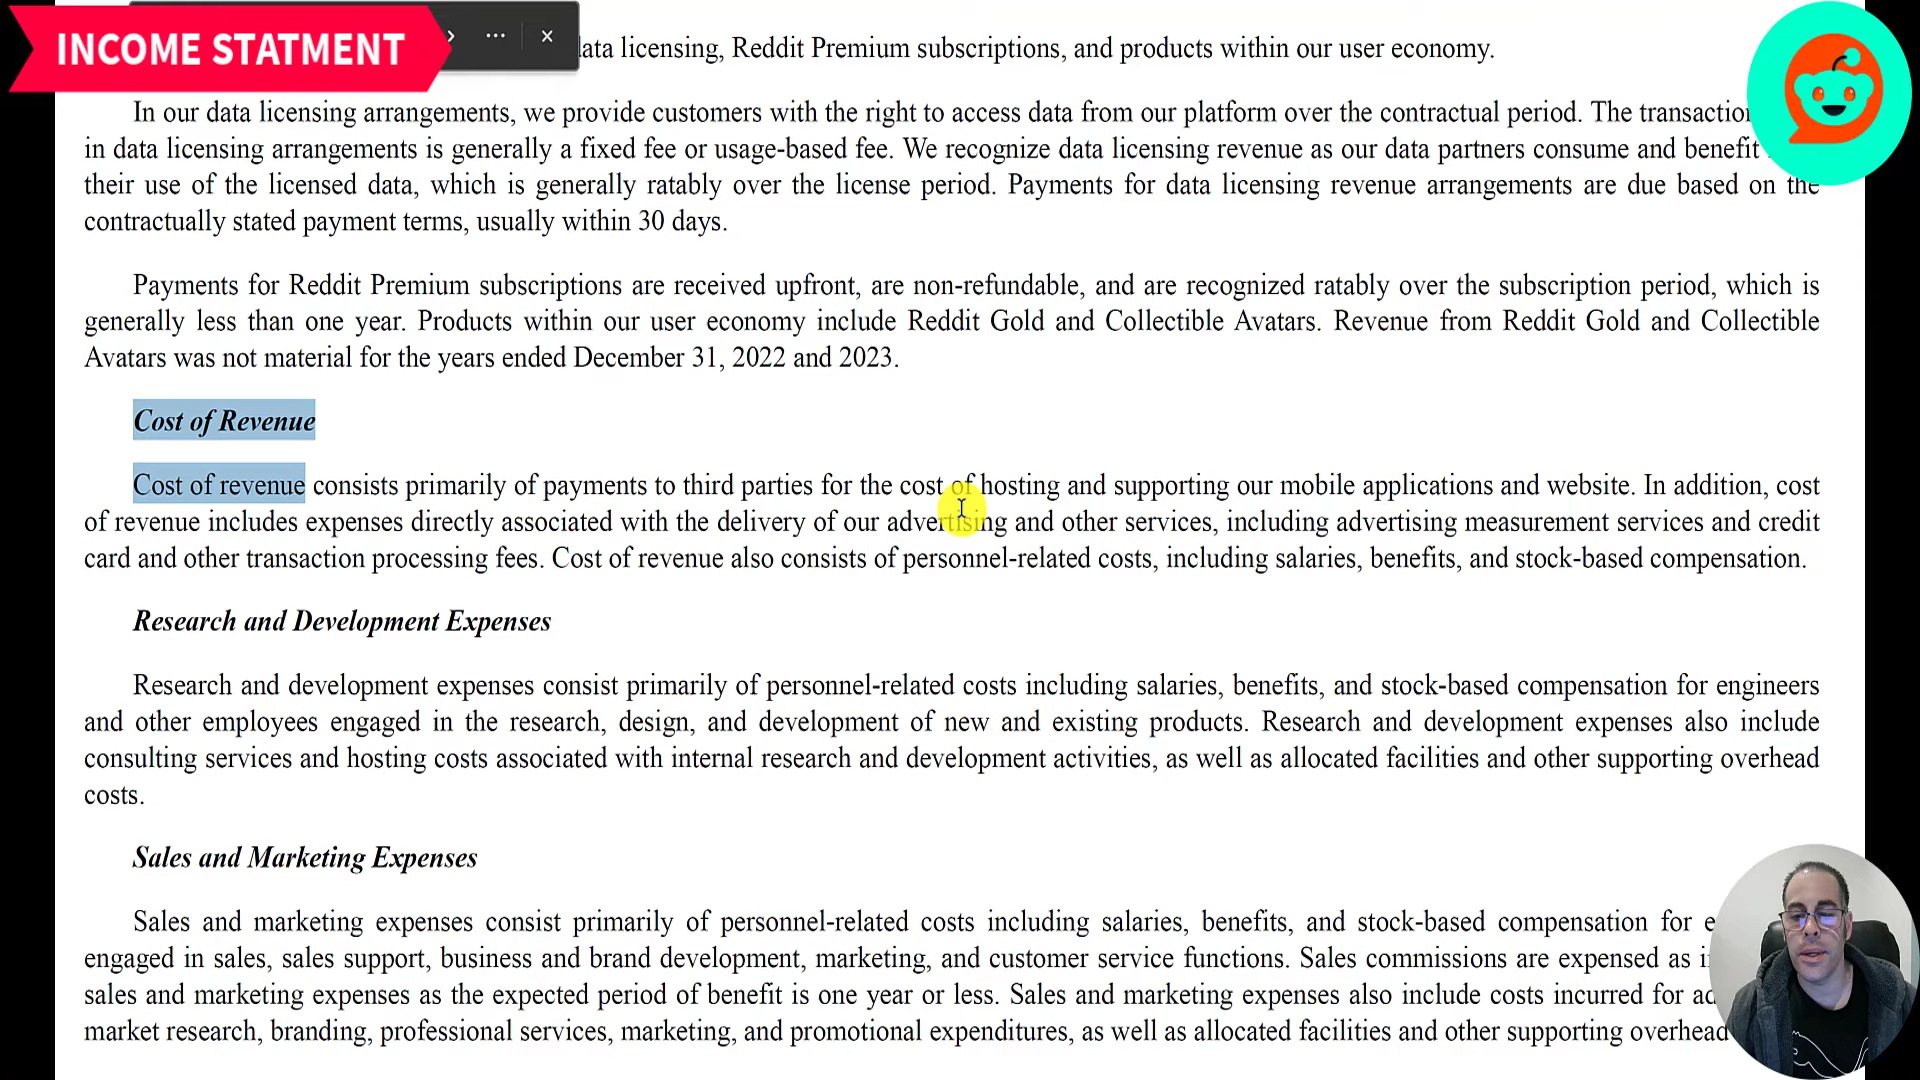 INCOME STATMENT
data licensing, Reddit Premium subscriptions, and products within our user economy.
In our data licensing arrangements, we provide customers with the right to access data from our platform over the contractual period. The transaction
in data licensing arrangements is generally a fixed fee or usage-based fee. We recognize data licensing revenue as our data partners consume and benefit
their use of the licensed data, which is generally ratably over the license period. Payments for data licensing revenue arrangements are due based on the
contractually stated payment terms, usually within 30 days.
Payments for Reddit Premium subscriptions are received upfront, are non-refundable, and are recognized ratably over the subscription period, which is
generally less than one year. Products within our user economy include Reddit Gold and Collectible Avatars. Revenue from Reddit Gold and Collectible
Avatars was not material for the years ended December 31, 2022 and 2023.
Cost of Revenue
Cost of revenue consists primarily of payments to third parties for the cost of hosting and supporting our mobile applications and website. In addition, cost
of revenue includes expenses directly associated with the delivery of our advertising and other services, including advertising measurement services and credit
card and other transaction processing fees. Cost of revenue also consists of personnel-related costs, including salaries, benefits, and stock-based compensation.
Research and Development Expenses
Research and development expenses consist primarily of personnel-related costs including salaries, benefits, and stock-based compensation for engineers
and other employees engaged in the research, design, and development of new and existing products. Research and development expenses also include
consulting services and hosting costs associated with internal research and development activities, as well as allocated facilities and other supporting overhead
costs.
Sales and Marketing Expenses
Sales and marketing expenses consist primarily of personnel-related costs including salaries, benefits, and stock-based compensation for
engaged in sales, sales support, business and brand development, marketing, and customer service functions. Sales commissions are expensed as
sales and marketing expenses as the expected period of benefit is one year or less. Sales and marketing expenses also include costs incurred for
market research, branding, professional services, marketing, and promotional expenditures, as well as allocated facilities and other supporting overhead